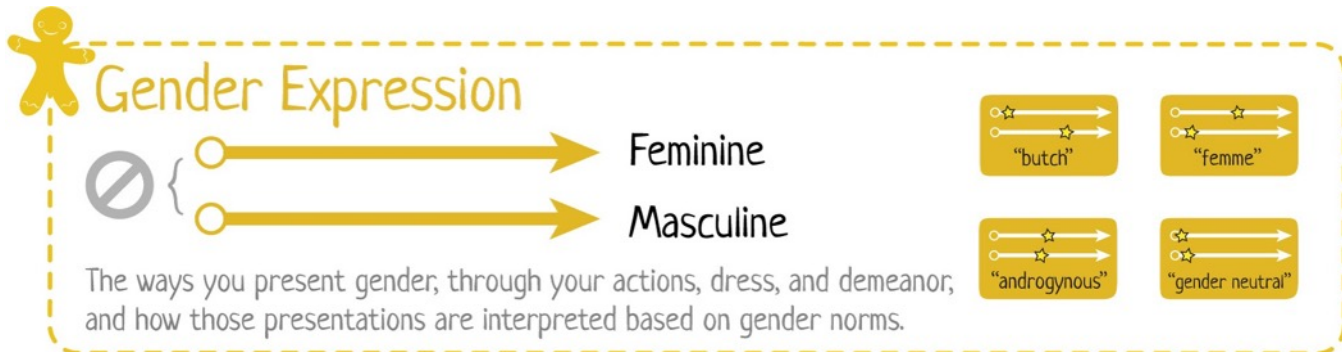 Gender Expression
Feminine
Masculine
The ways you present gender, through your actions, dress, and demeanor,
and how those presentations are interpreted based on gender norms.
“butch”
“femme”
“androgynous”
“gender neutral”